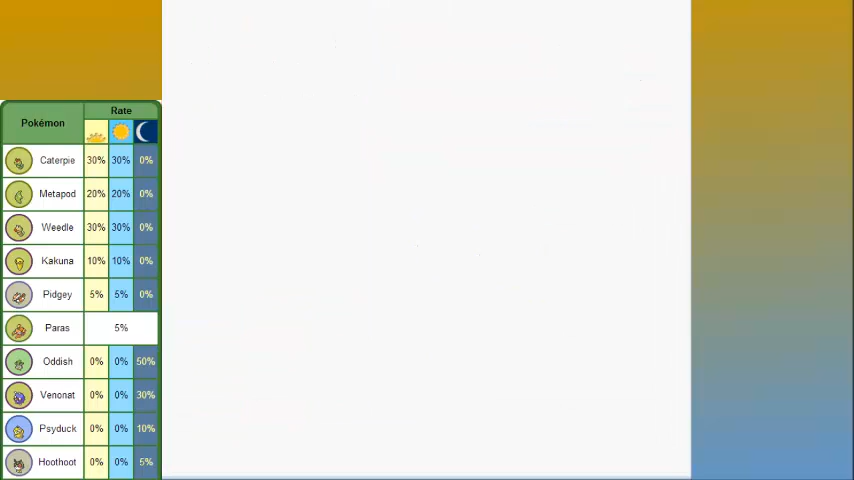 Pokémon Rate
Caterpie 30% 30% 0%
Metapod 20% 20% 0%
Weedle 30% 30% 0%
Kakuna 10% 10% 0%
Pidgey 5% 5% 0%
Paras 5%
Oddish 0% 0% 50%
Venonat 0% 0% 30%
Psyduck 0% 0% 10%
Hoothoot 0% 0% 5%